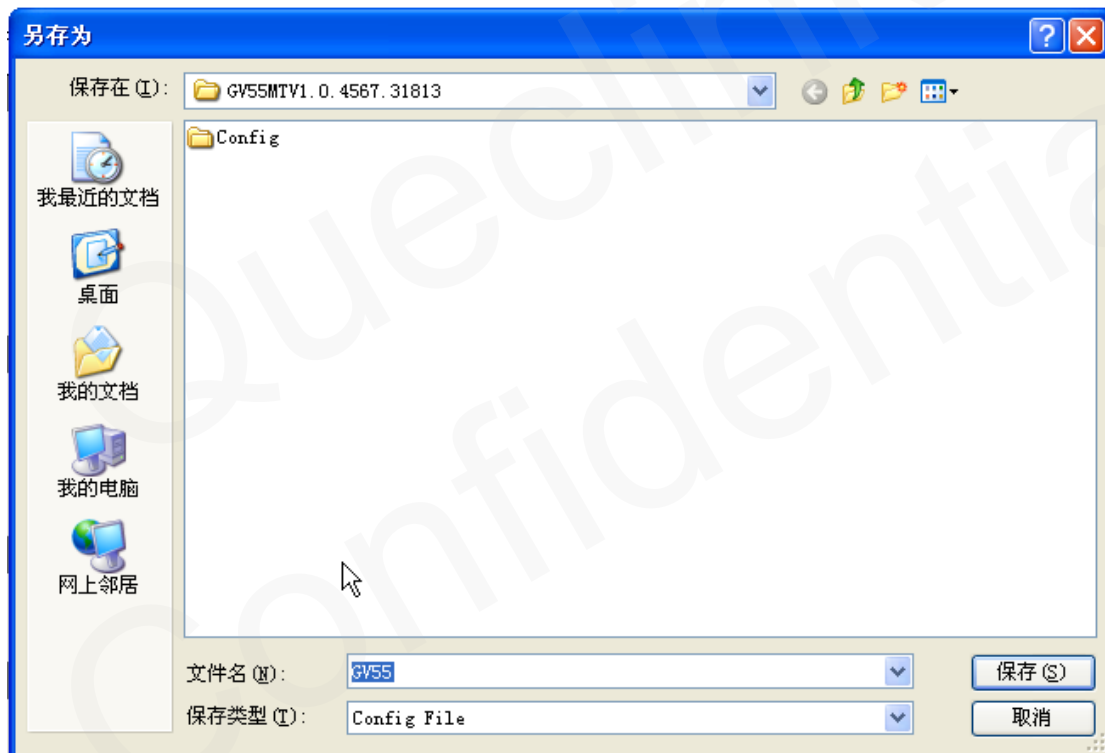 另存为
保存在(I):
GV55MTV1.0.4567.31813
Config
我最近的文档
桌面
我的文档
我的电脑
网上邻居
文件名(N):
GV55
保存(S)
保存类型(T):
Config File
取消
Queclink
Confidential